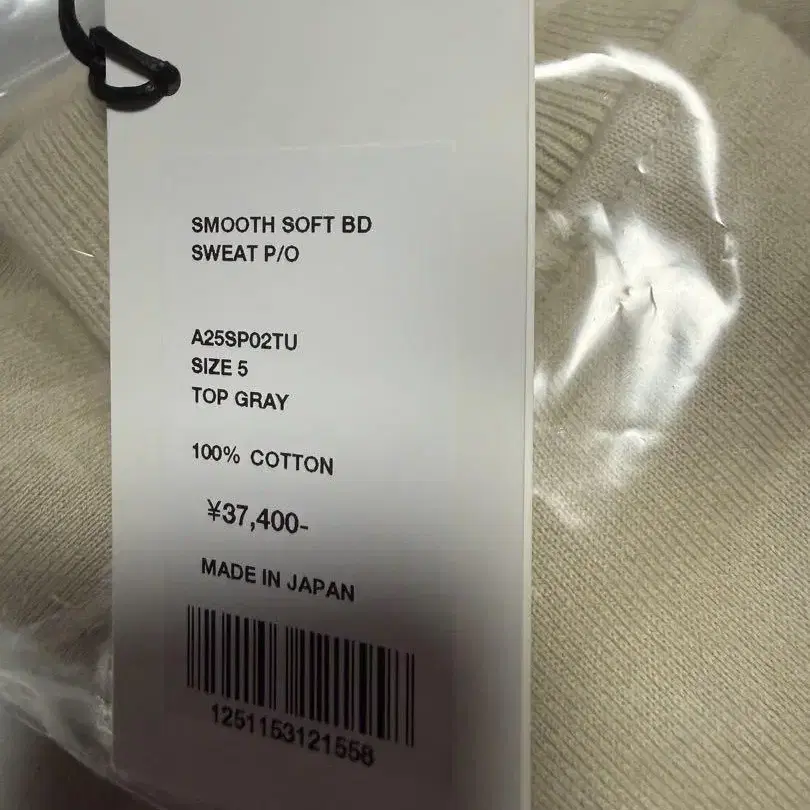 SMOOTH SOFT BD
SWEAT P/O
A25SP02TU
SIZE 5
TOP GRAY
100% COTTON
¥37,400-
MADE IN JAPAN
1251153121558